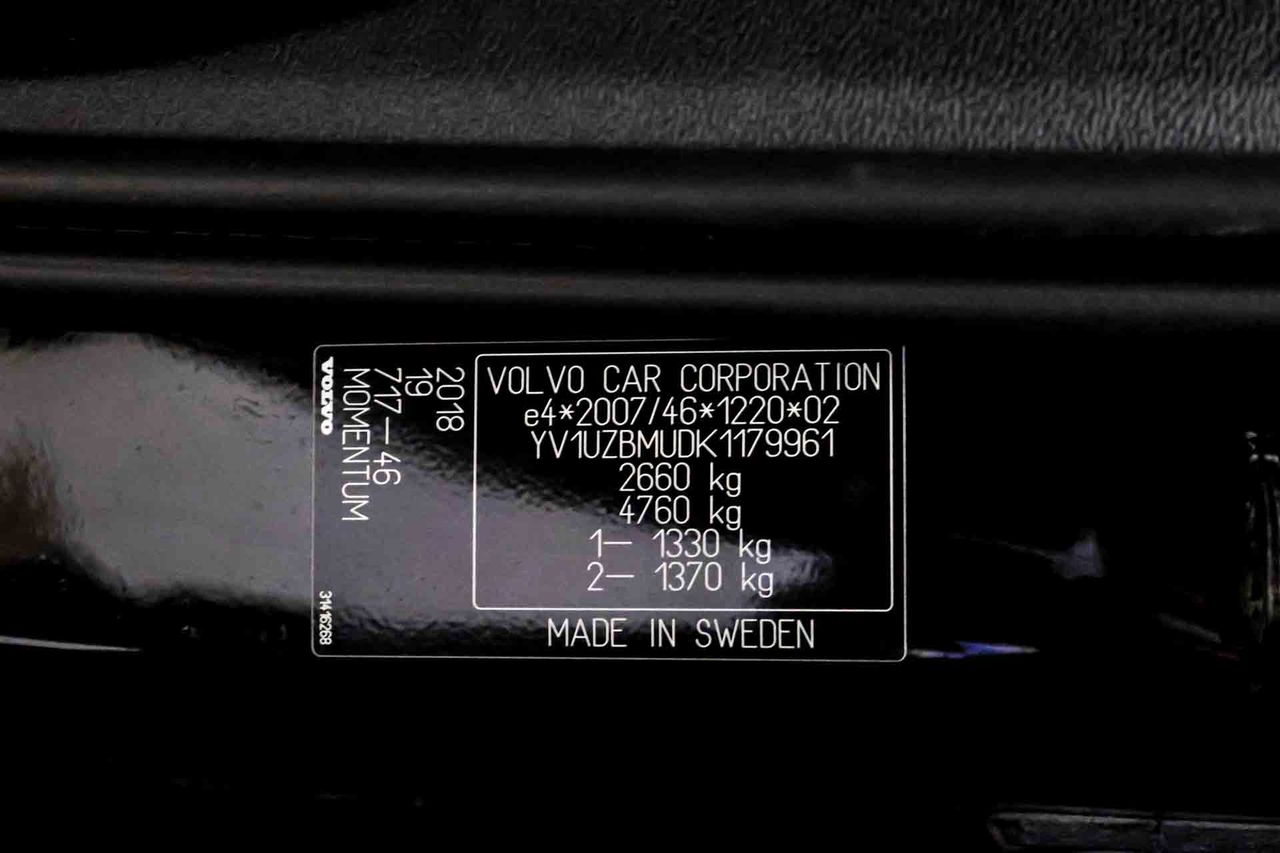 VOLVO CAR CORPORATION
e4*2007/46*1220*02
YV1UZBMUDK1179961
2660 kg
4760 kg
1— 1330 kg
2— 1370 kg
MADE IN SWEDEN
2018
19
717—46
MOMENTUM
VOLVO
31416268